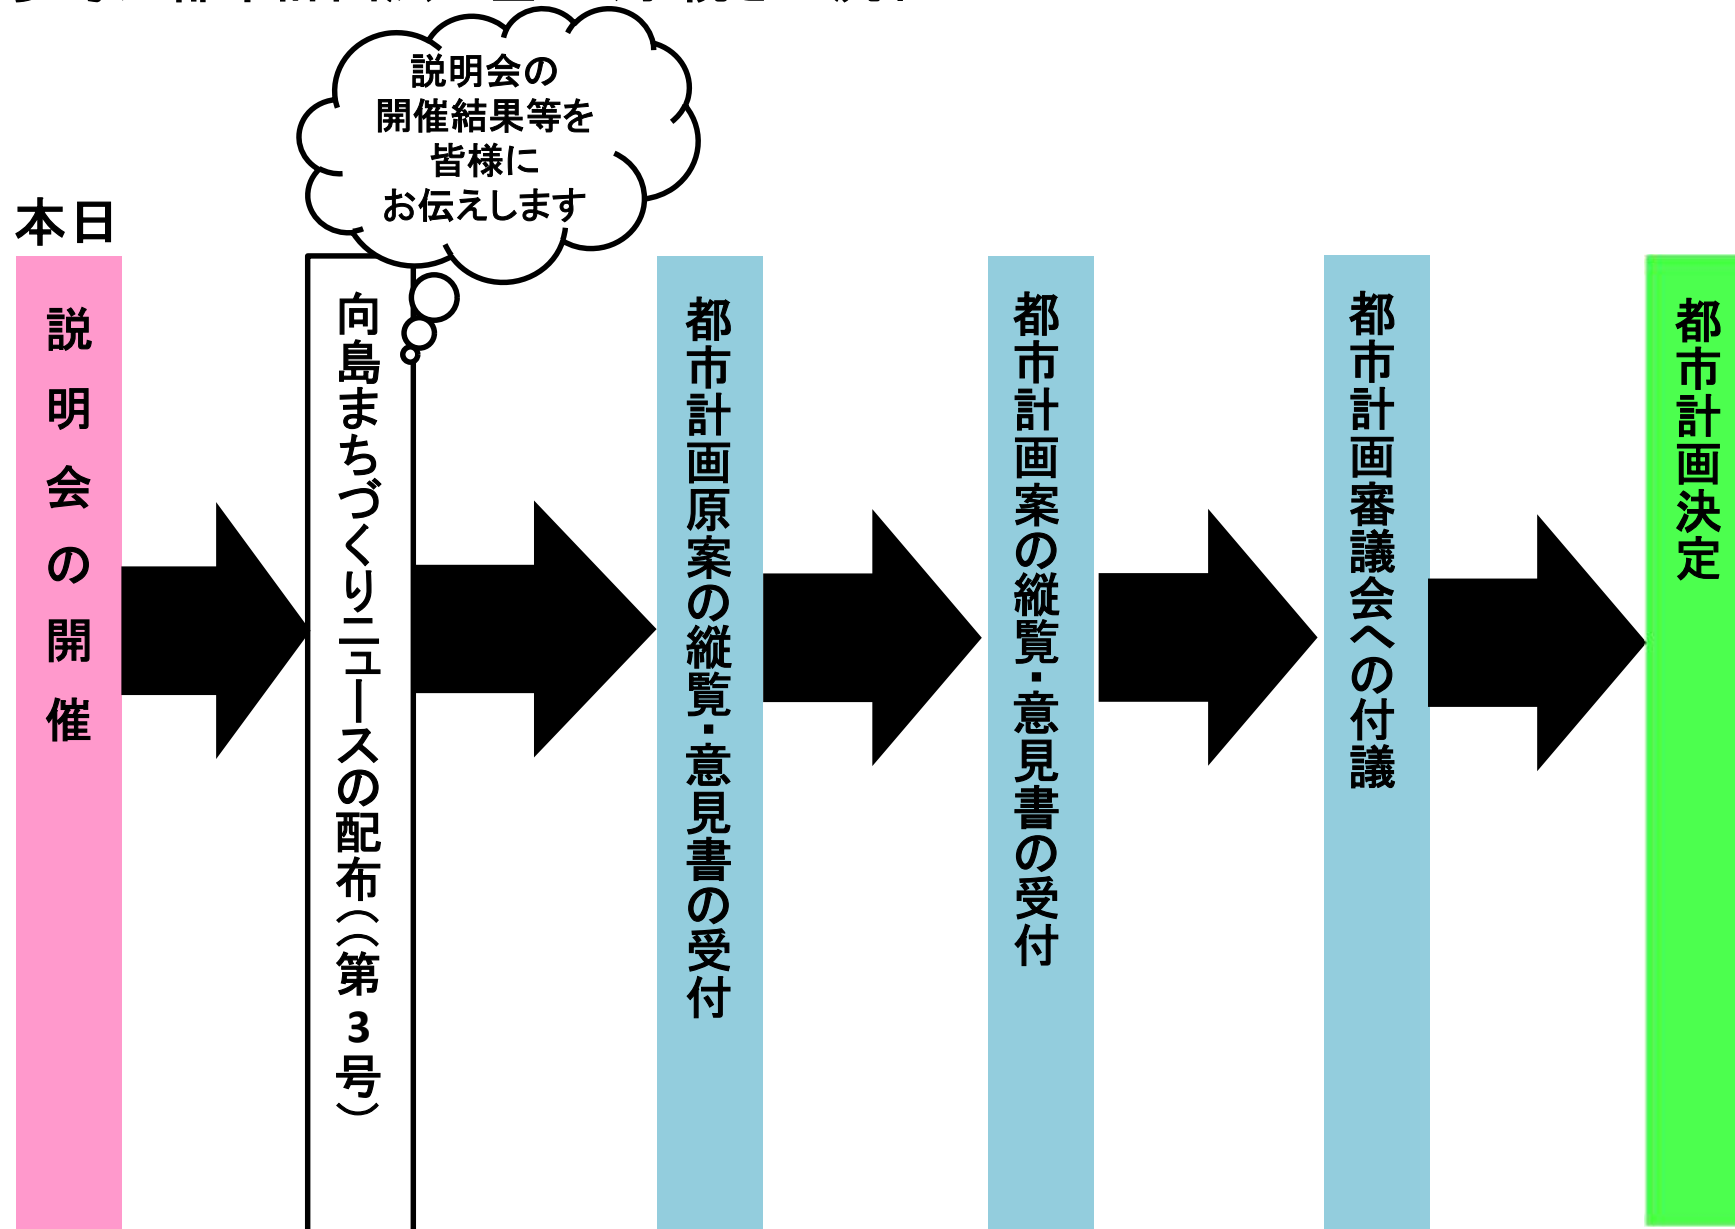 説明会の
開催結果等を
皆様に
お伝えします
本日
説明会の開催
向島まちづくりニュースの配布((第3号)
都市計画原案の縦覧・意見書の受付
都市計画案の縦覧・意見書の受付
都市計画審議会への付議
都市計画決定